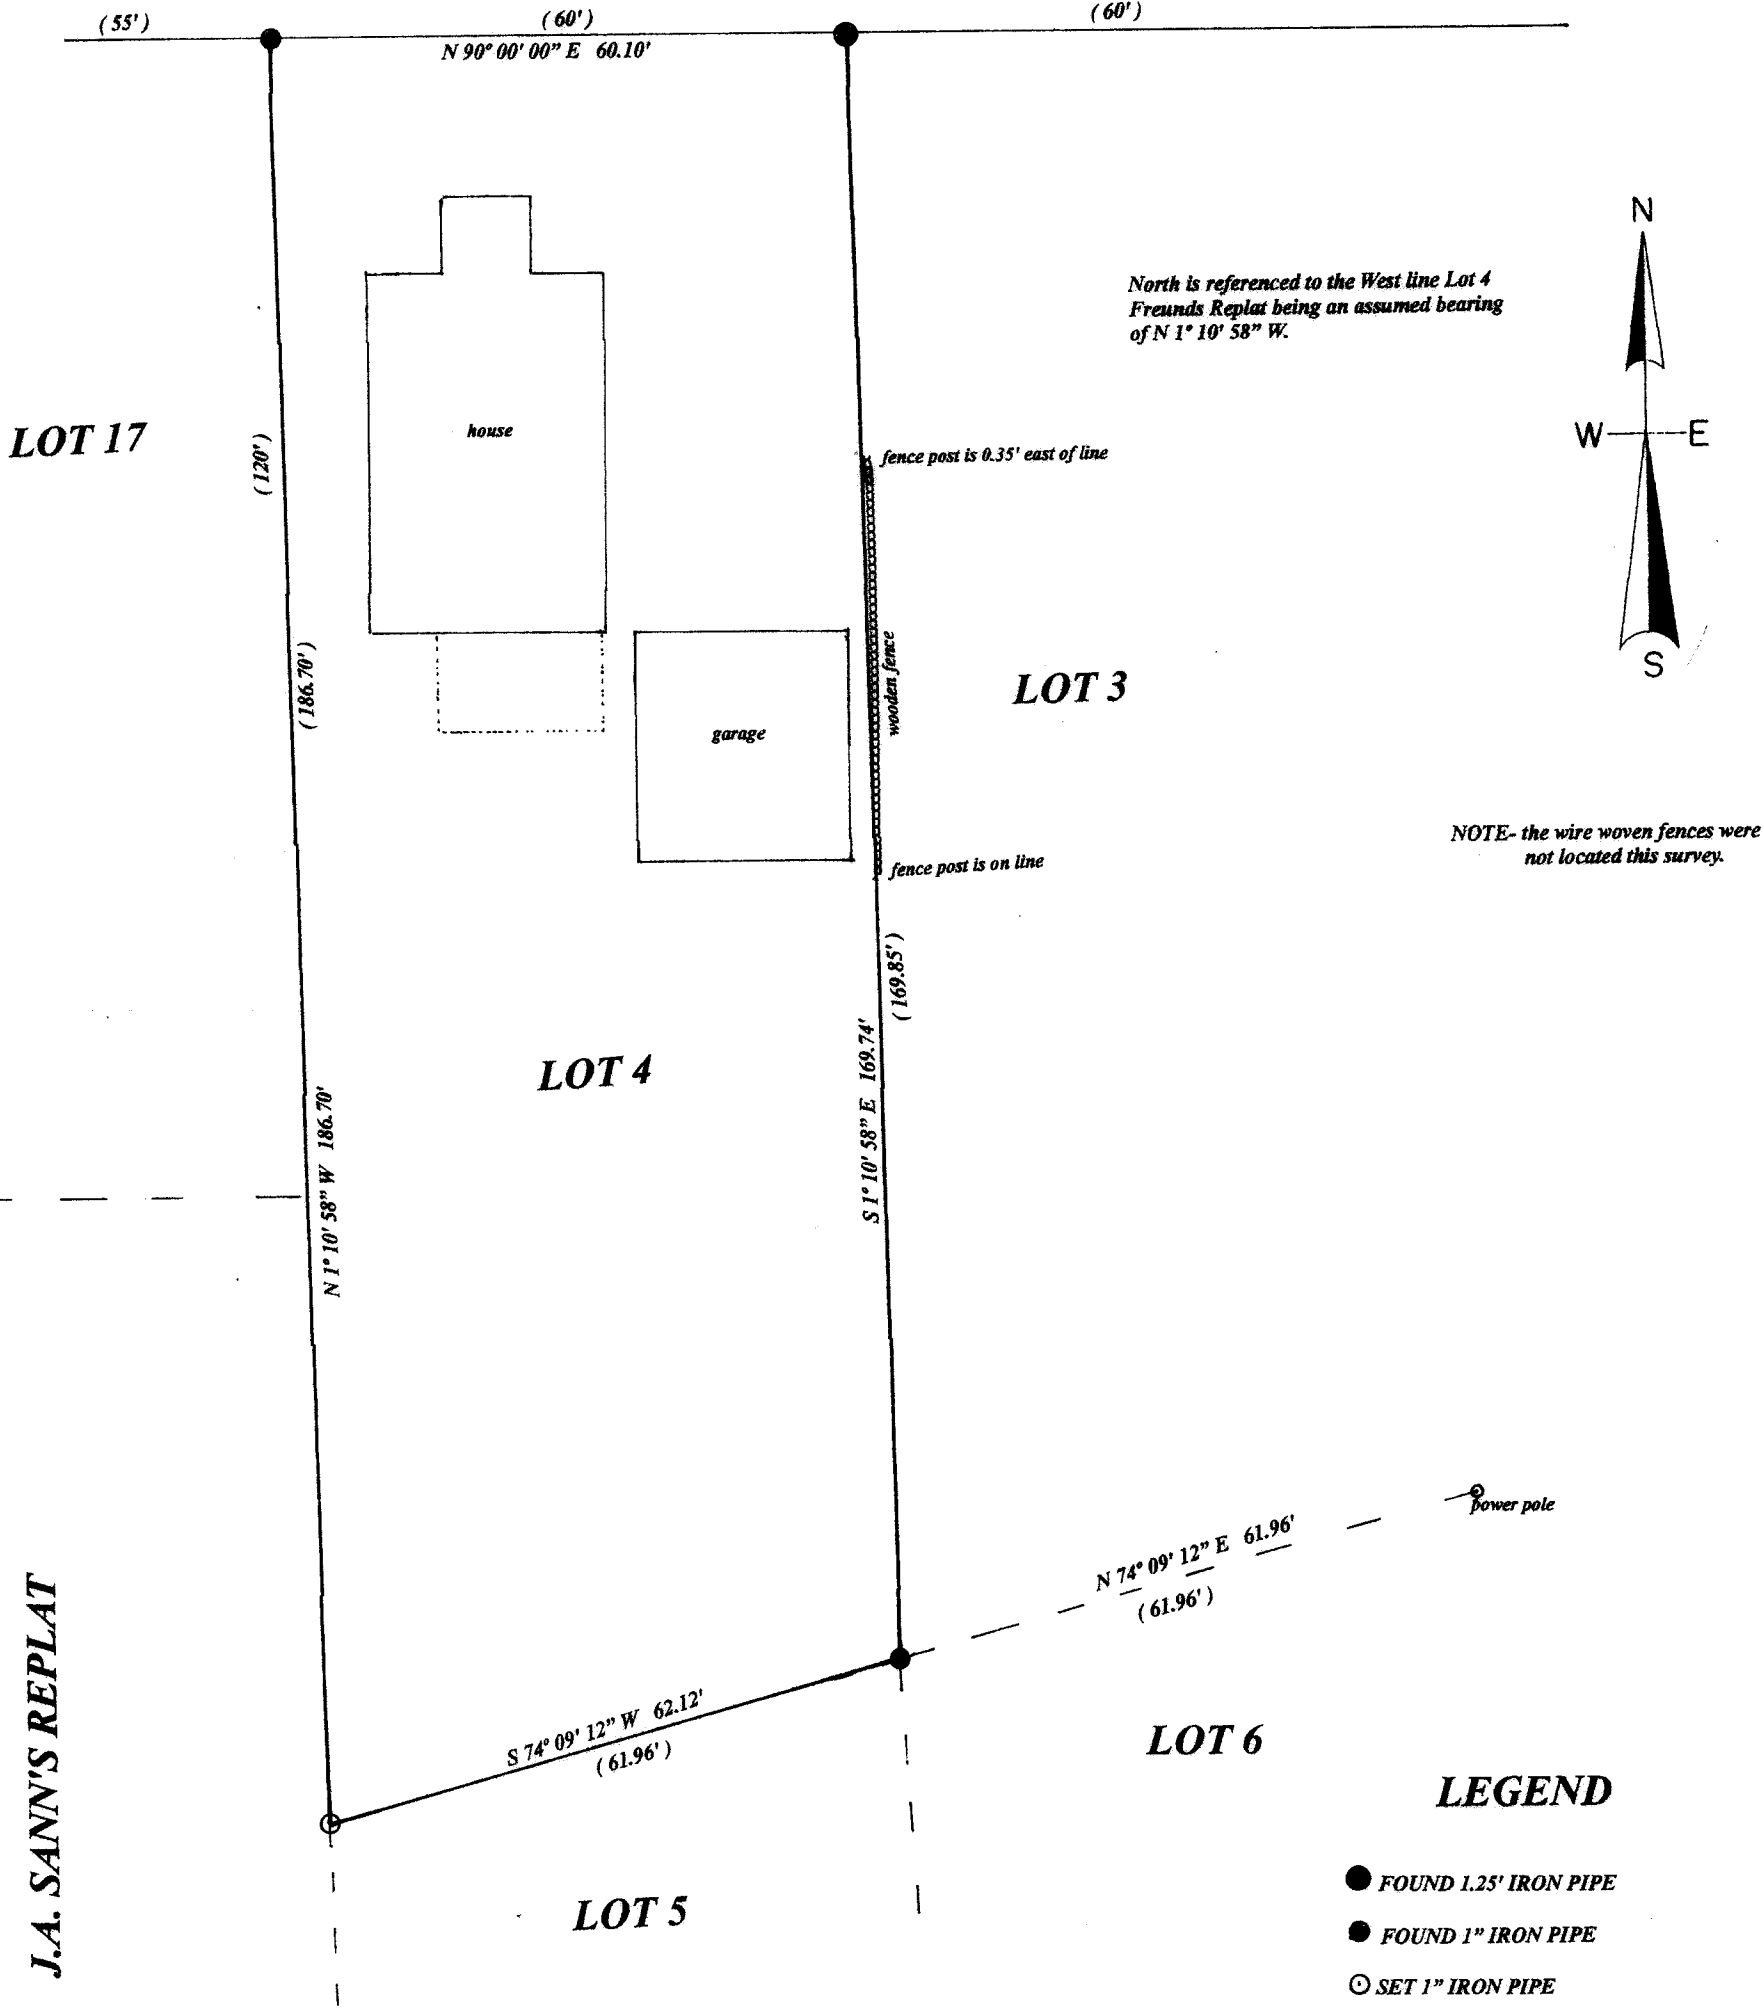 ( 55' )
( 60' )
( 60' )
N 90° 00' 00” E 60.10'
N
North is referenced to the West line Lot 4
Freunds Replat being an assumed bearing
of N 1° 10' 58” W.
W
E
S
LOT 17
( 120' )
house
fence post is 0.35' east of line
( 186.70' )
wooden fence
LOT 3
garage
NOTE- the wire woven fences were
not located this survey.
fence post is on line
( 169.85' )
S 1° 10' 58” E 169.74'
LOT 4
N 1° 10' 58” W 186.70'
power pole
N 74° 09' 12” E 61.96'
( 61.96' )
S 74° 09' 12” W 62.12'
( 61.96' )
J.A. SANN'S REPLAT
LOT 6
LOT 5
LEGEND
FOUND 1.25' IRON PIPE
FOUND 1” IRON PIPE
SET 1” IRON PIPE